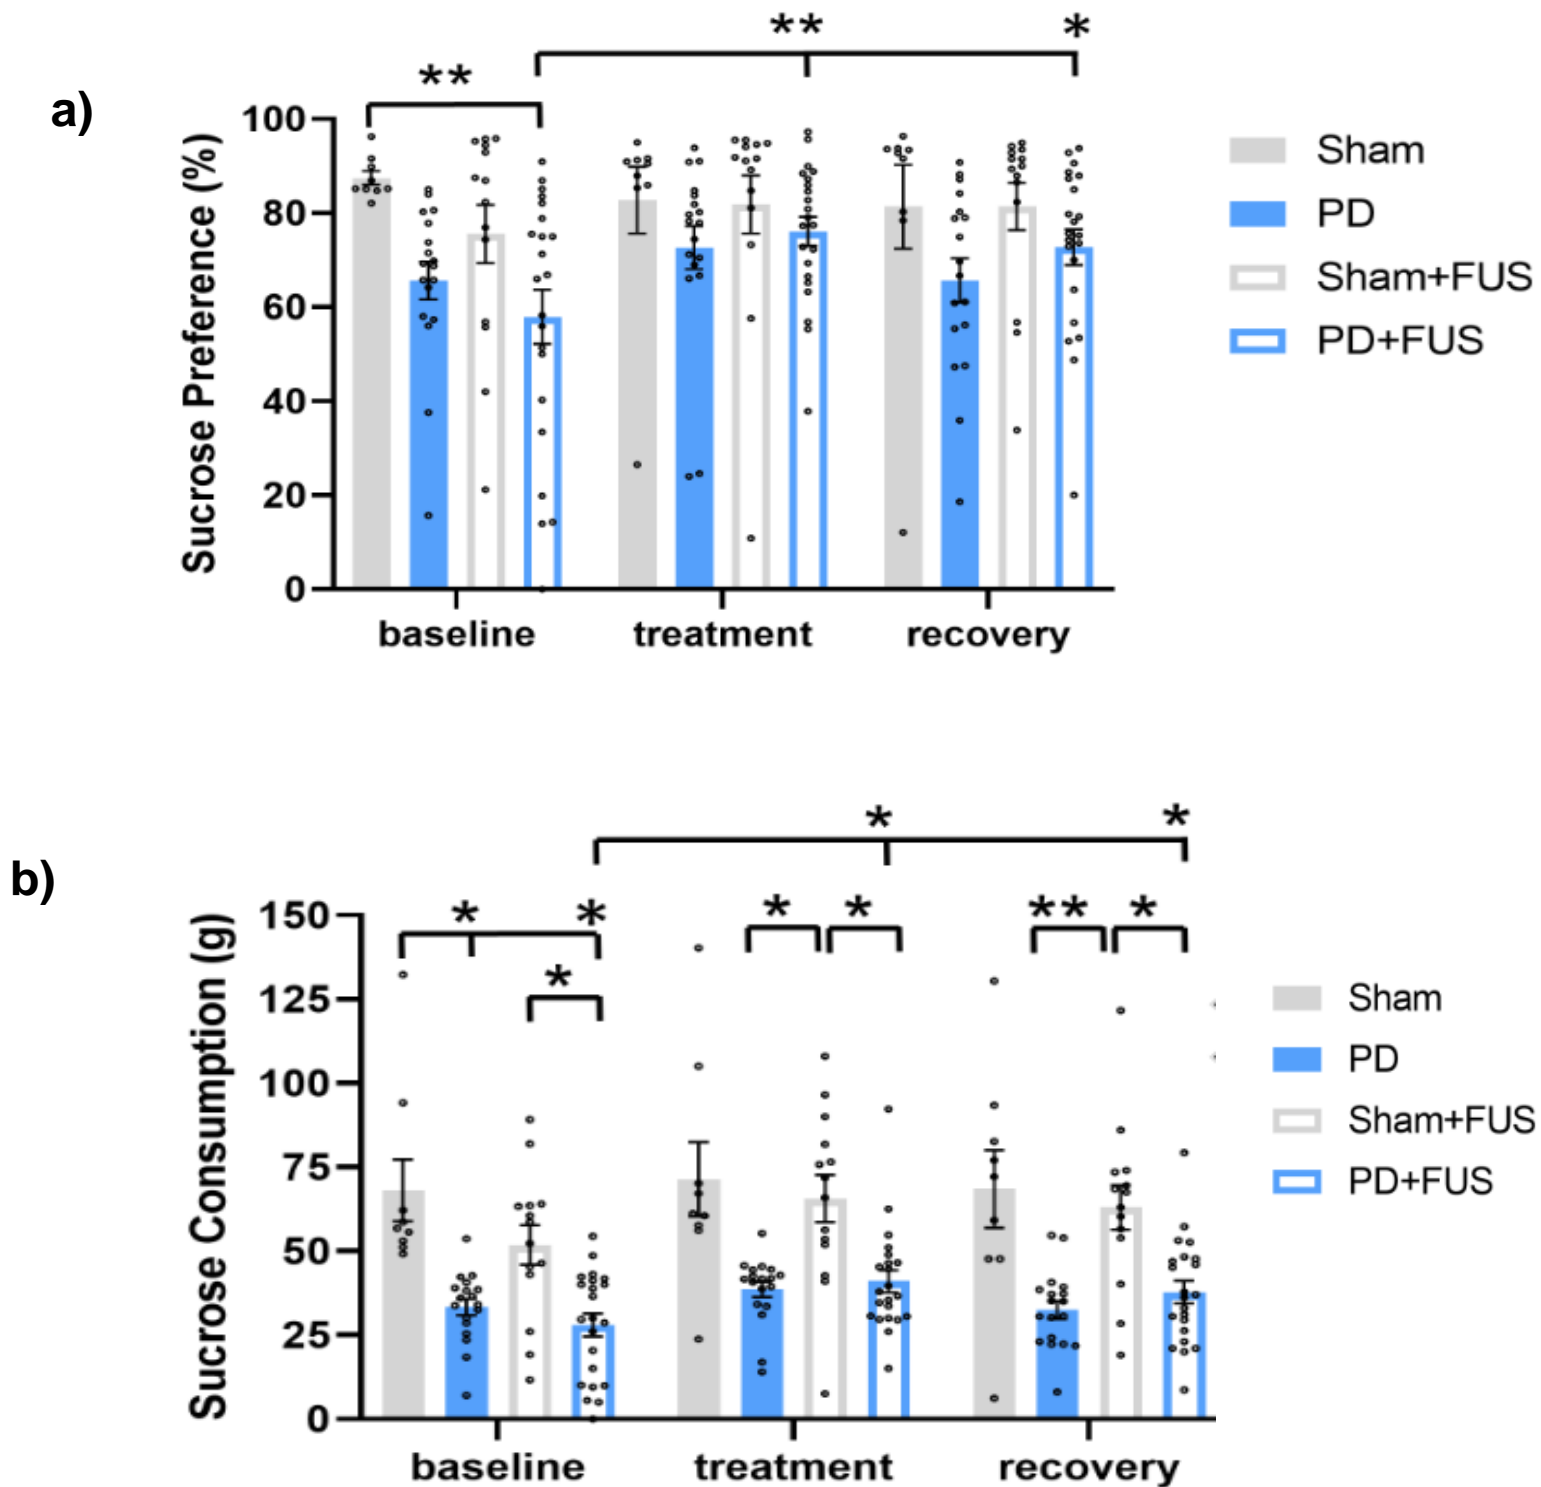 a)
** *
**
Sucrose Preference (%)
100
80
60
40
20
0
baseline treatment recovery
Sham
PD
Sham+FUS
PD+FUS
b)
* *
* * * * ** *
*
Sucrose Consumption (g)
150
125
100
75
50
25
0
baseline treatment recovery
Sham
PD
Sham+FUS
PD+FUS